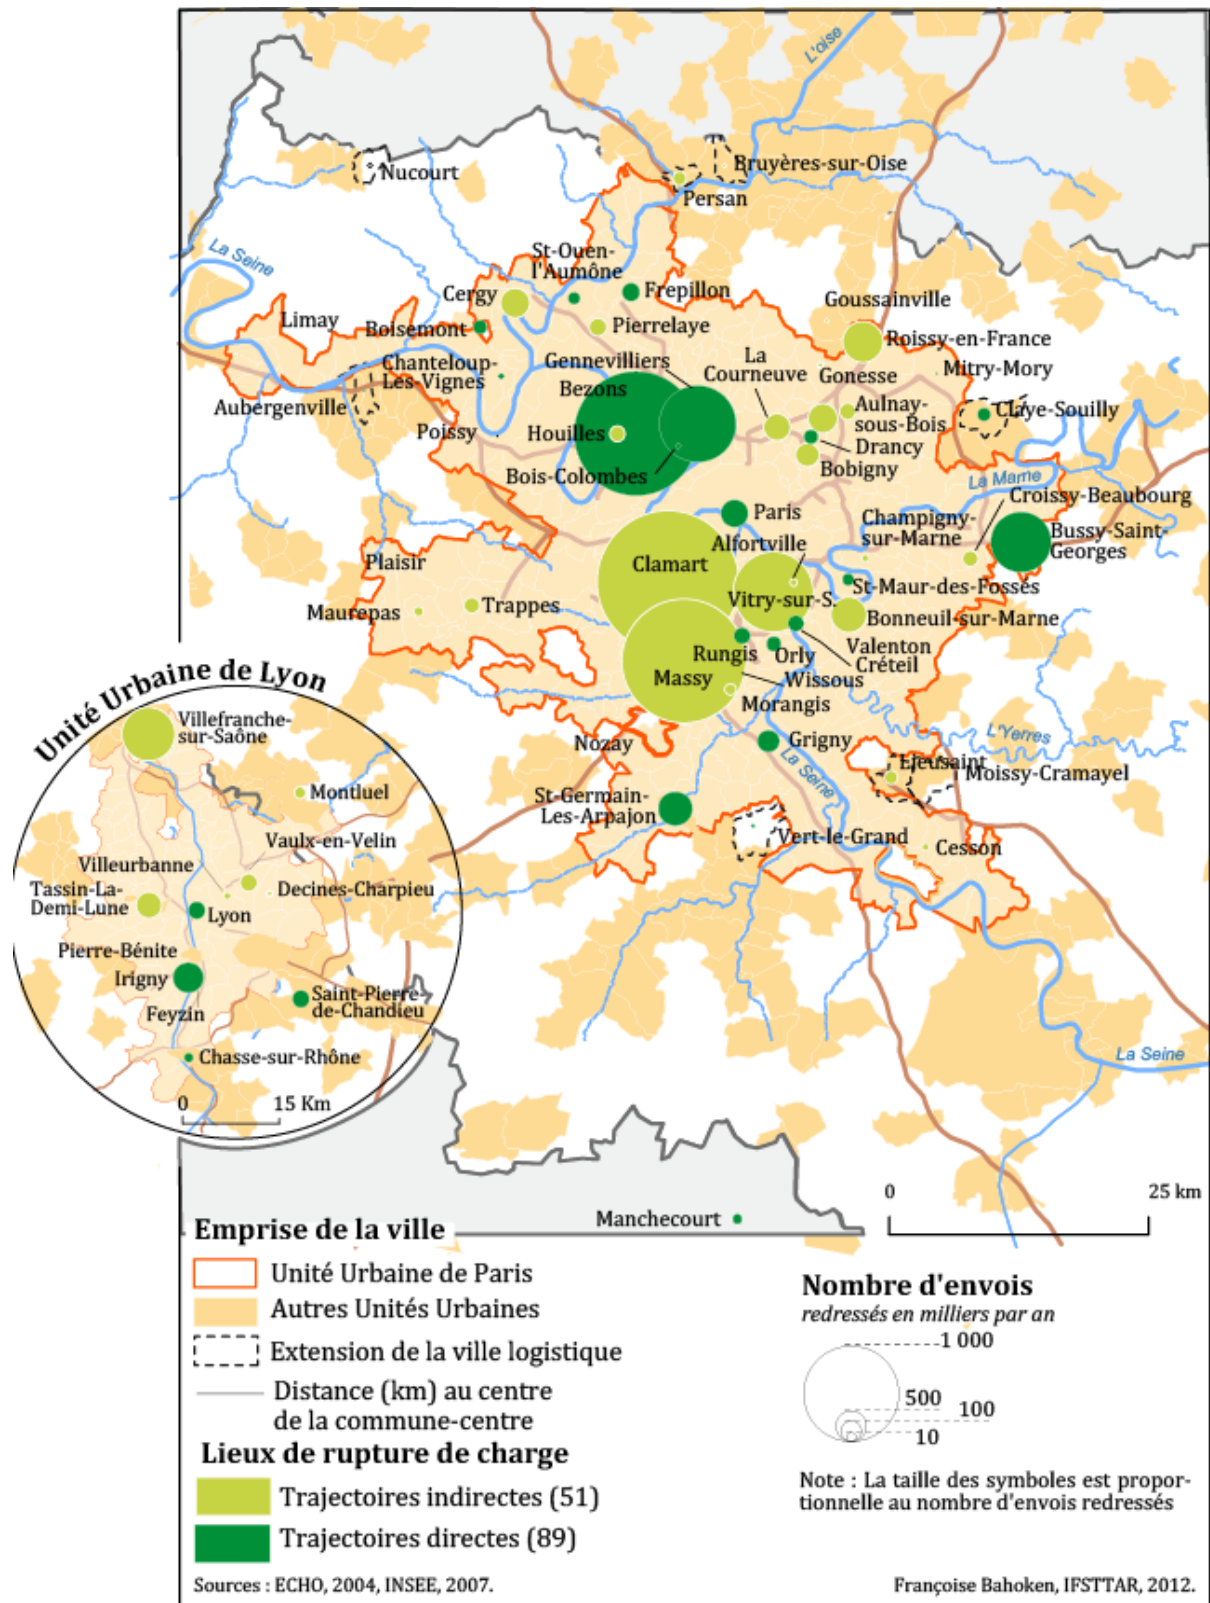 L'oise
Nucourt
Bruyères-sur-Oise
Persan
La Seine
St-Ouen-
l'Aumône
Cergy
Frepillon
Goussainville
Limay
Boisemont
Pierrelaye
Roissy-en-France
Chanteloup-
Les-Vignes
Gennevilliers
La
Courneuve
Gonesse
Mitry-Mory
Bezons
Aubergenville
Aulnay-
sous-Bois
Claye-Souilly
Poissy
Houilles
Drancy
Bois-Colombes
Bobigny
La Marne
Croissy-Beaubourg
Paris
Champigny-
sur-Marne
Bussy-Saint-
Georges
Alfortville
Plaisir
Clamart
St-Maur-des-Fossés
Maurepas
Trappes
Vitry-sur-S.
Bonneuil-sur-Marne
Valenton
Rungis
Orly
Créteil
Massy
Wissous
Morangis
L'Yerres
Nozay
Grigny
La Seine
Lieusaint
Moissy-Cramayel
St-Germain-
Les-Arpajon
Vert-le-Grand
Cesson
La Seine
Manchecourt
Unité Urbaine de Lyon
Villefranche-
sur-Saône
Montluel
Vaulx-en-Velin
Villeurbanne
Tassin-La-
Demi-Lune
Decines-Charpieu
Lyon
Pierre-Bénite
Irigny
Saint-Pierre-
de-Chandieu
Feyzin
Chasse-sur-Rhône
0 15 Km
0 25 km
Emprise de la ville
Unité Urbaine de Paris
Autres Unités Urbaines
Extension de la ville logistique
Distance (km) au centre
de la commune-centre
Lieux de rupture de charge
Trajectoires indirectes (51)
Trajectoires directes (89)
Nombre d'envois
redressés en milliers par an
1 000
500
100
10
Note : La taille des symboles est propor-
tionnelle au nombre d'envois redressés
Sources : ECHO, 2004, INSEE, 2007.
Françoise Bahoken, IFSTTAR, 2012.